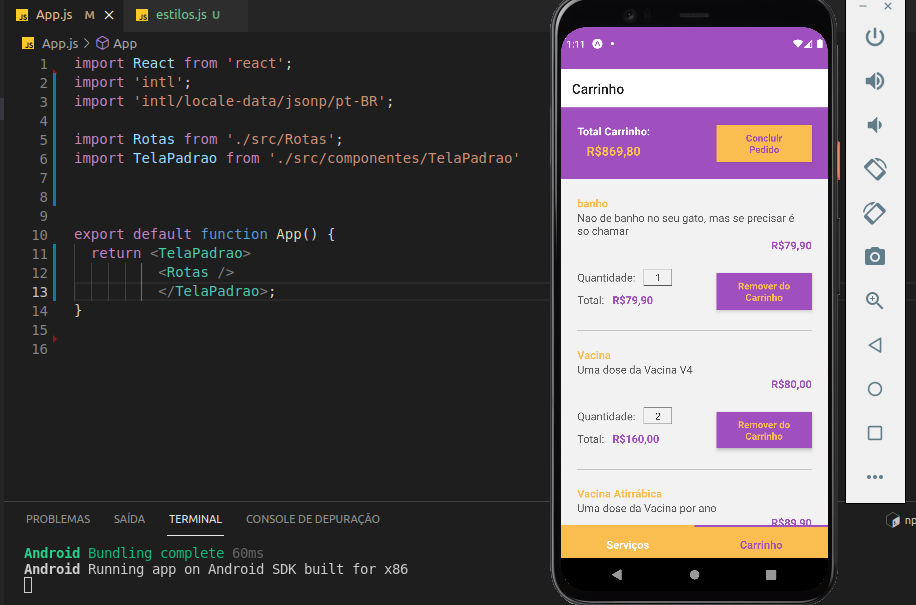 App.js M
estilos.js U
App.js > App
1 import React from 'react';
2 import 'intl';
3 import 'intl/locale-data/jsonp/pt-BR';
4
5 import Rotas from './src/Rotas';
6 import TelaPadrao from './src/componentes/TelaPadrao'
7
8
9
10 export default function App() {
11 return <TelaPadrao>
12 <Rotas />
13 </TelaPadrao>;
14 }
15
16
PROBLEMAS SAÍDA TERMINAL CONSOLE DE DEPURAÇÃO
np
Android Bundling complete 60ms
Android Running app on Android SDK built for x86
1:11
Carrinho
Total Carrinho:
R$869,80
Concluir
Pedido
banho
Nao de banho no seu gato, mas se precisar é
so chamar
R$79,90
Quantidade: 1
Total: R$79,90
Remover do
Carrinho
Vacina
Uma dose da Vacina V4
R$80,00
Quantidade: 2
Total: R$160,00
Remover do
Carrinho
Vacina Atirrábica
Uma dose da Vacina por ano
R$89,90
Serviços Carrinho